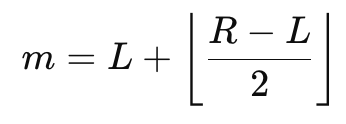 m = L + ⌊(R − L)/2⌋